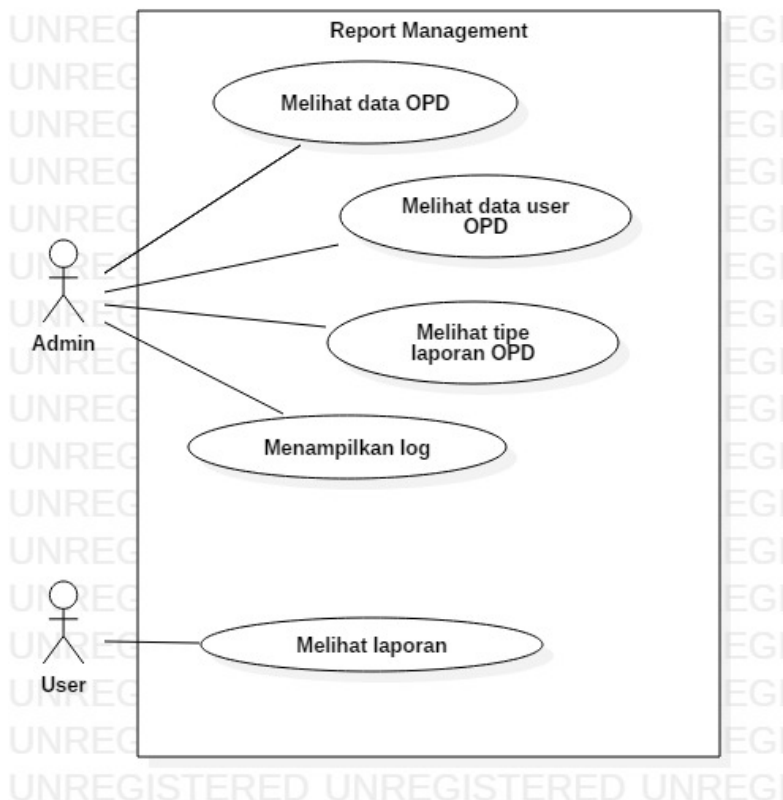 Report Management
Melihat data OPD
Melihat data user
OPD
Melihat tipe
laporan OPD
Admin
Menampilkan log
Melihat laporan
User
UNREGISTERED UNREGISTERED UNREG